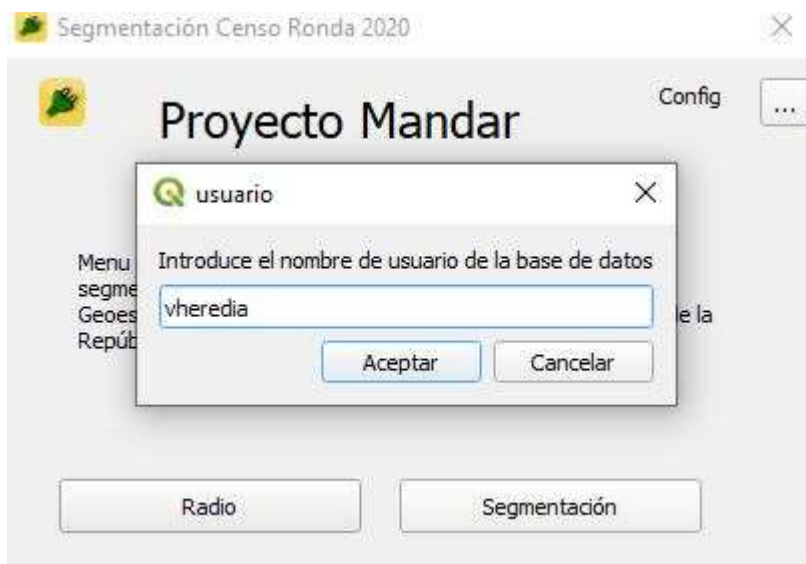 Segmentación Censo Ronda 2020
Proyecto Mandar
Config
...
usuario
Menu
Introduce el nombre de usuario de la base de datos
segme
vheredia
Geoes
e la
Repúb
Aceptar
Cancelar
Radio
Segmentación